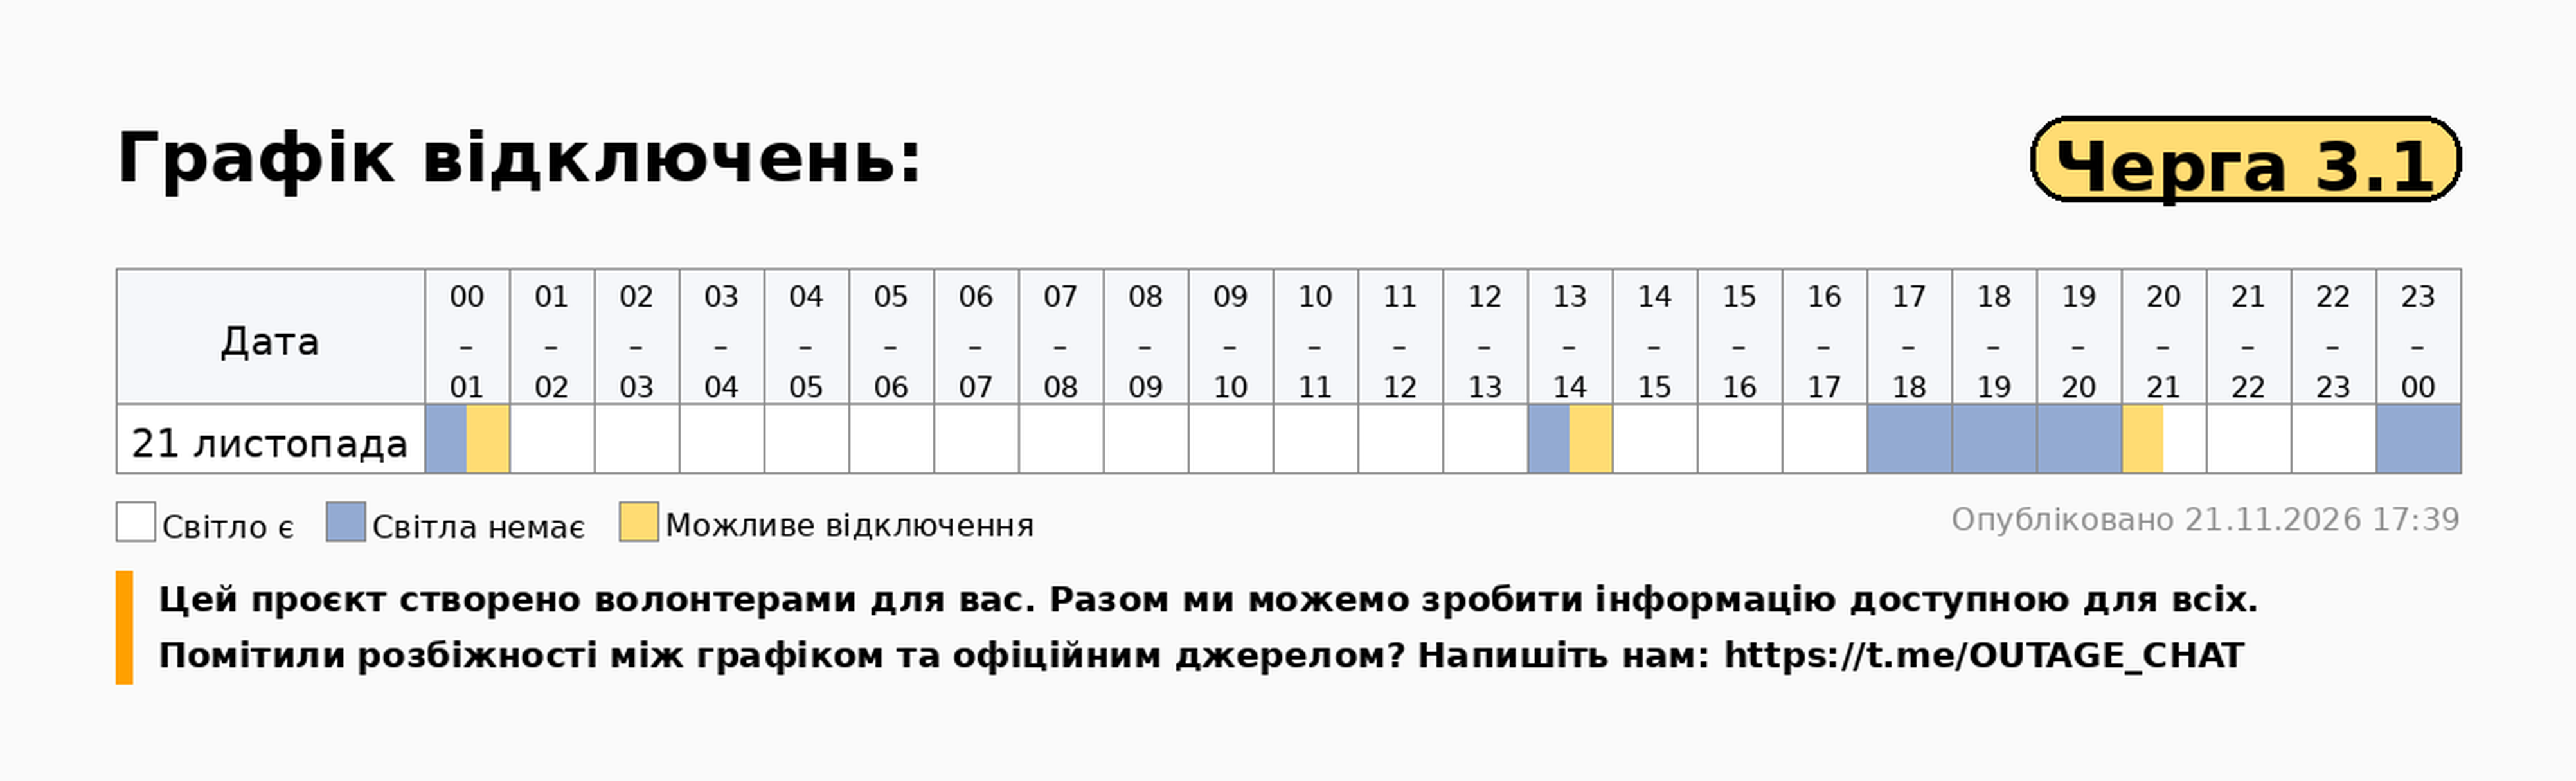 Графік відключень:
Черга 3.1
Дата
00 – 01
01 – 02
02 – 03
03 – 04
04 – 05
05 – 06
06 – 07
07 – 08
08 – 09
09 – 10
10 – 11
11 – 12
12 – 13
13 – 14
14 – 15
15 – 16
16 – 17
17 – 18
18 – 19
19 – 20
20 – 21
21 – 22
22 – 23
23 – 00
21 листопада
Світло є
Світла немає
Можливе відключення
Опубліковано 21.11.2026 17:39
Цей проєкт створено волонтерами для вас. Разом ми можемо зробити інформацію доступною для всіх.
Помітили розбіжності між графіком та офіційним джерелом? Напишіть нам: https://t.me/OUTAGE_CHAT